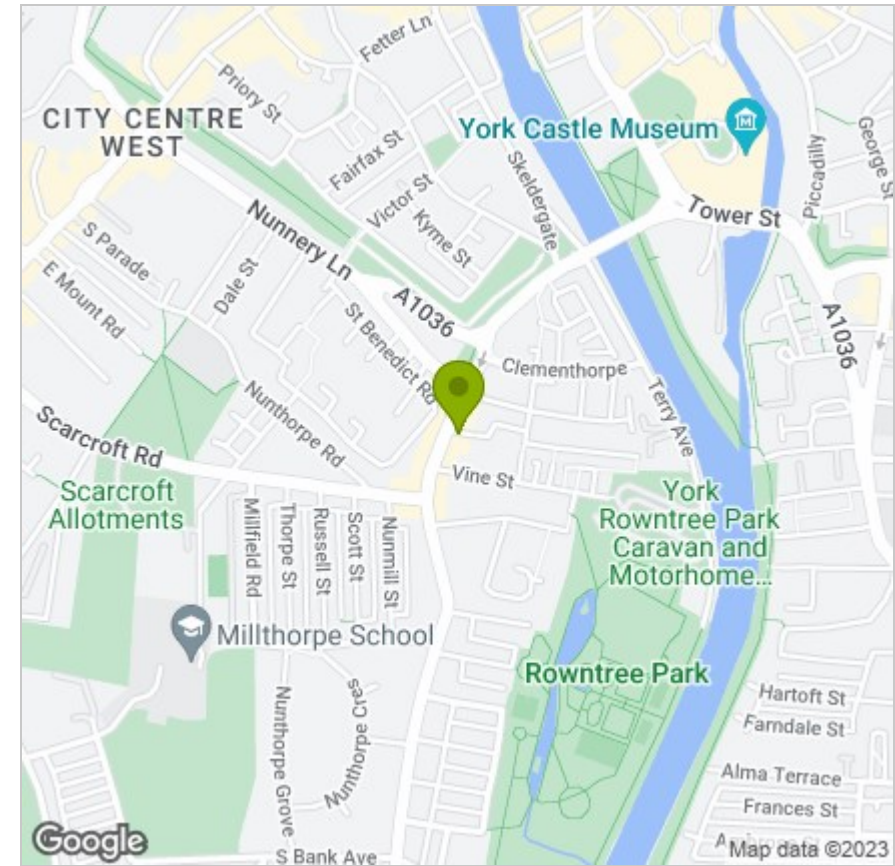 Fetter Ln
Priory St
CITY CENTRE
WEST
York Castle Museum
Piccadilly
George St
Fairfax St
Skeldergate
Victor St
Tower St
Kyme St
Nunnery Ln
S Parade
Dale St
E Mount Rd
A1036
A1036
St Benedict Rd
Clementhorpe
Terry Ave
Nunthorpe Rd
Scarcroft Rd
Vine St
Scarcroft
Allotments
York
Rowntree Park
Caravan and
Motorhome...
Millfield Rd
Thorpe St
Russell St
Scott St
Nunmill St
Millthorpe School
Rowntree Park
Nunthorpe Cres
Nunthorpe Grove
Hartoft St
Farndale St
Alma Terrace
Frances St
S Bank Ave
Google
Map data ©2023